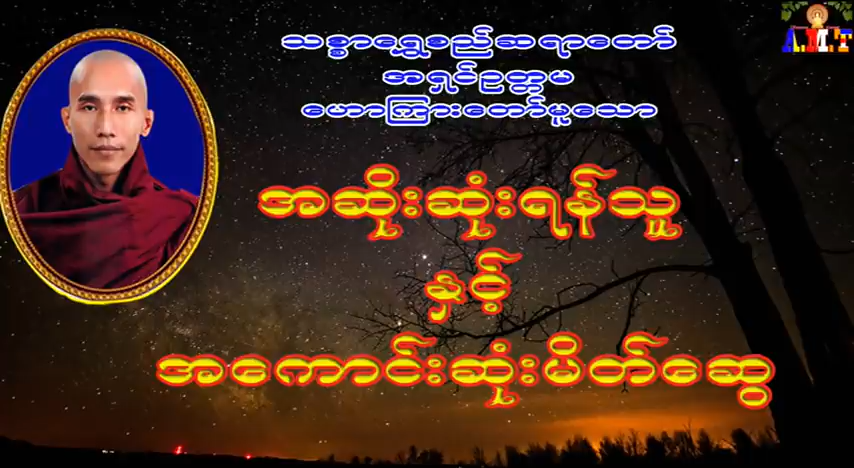 သစ္စာရွှေစည်ဆရာတော်
အရှင်ဥတ္တမ
ဟောကြားတော်မူသော
အဆိုးဆုံးရန်သူ
နှင့်
အကောင်းဆုံးမိတ်ဆွေ
A.M.T